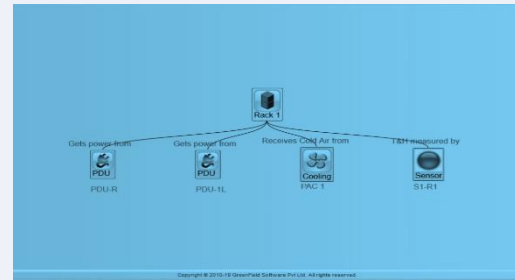 Rack 1
Gets power from
Gets power from
Receives Cold Air from
T&H measured by
PDU
PDU
Cooling
Sensor
PDU-R
PDU-1L
PAC 1
S1-R1
Copyright © 2010-19 GreenField Software Pvt Ltd. All rights reserved